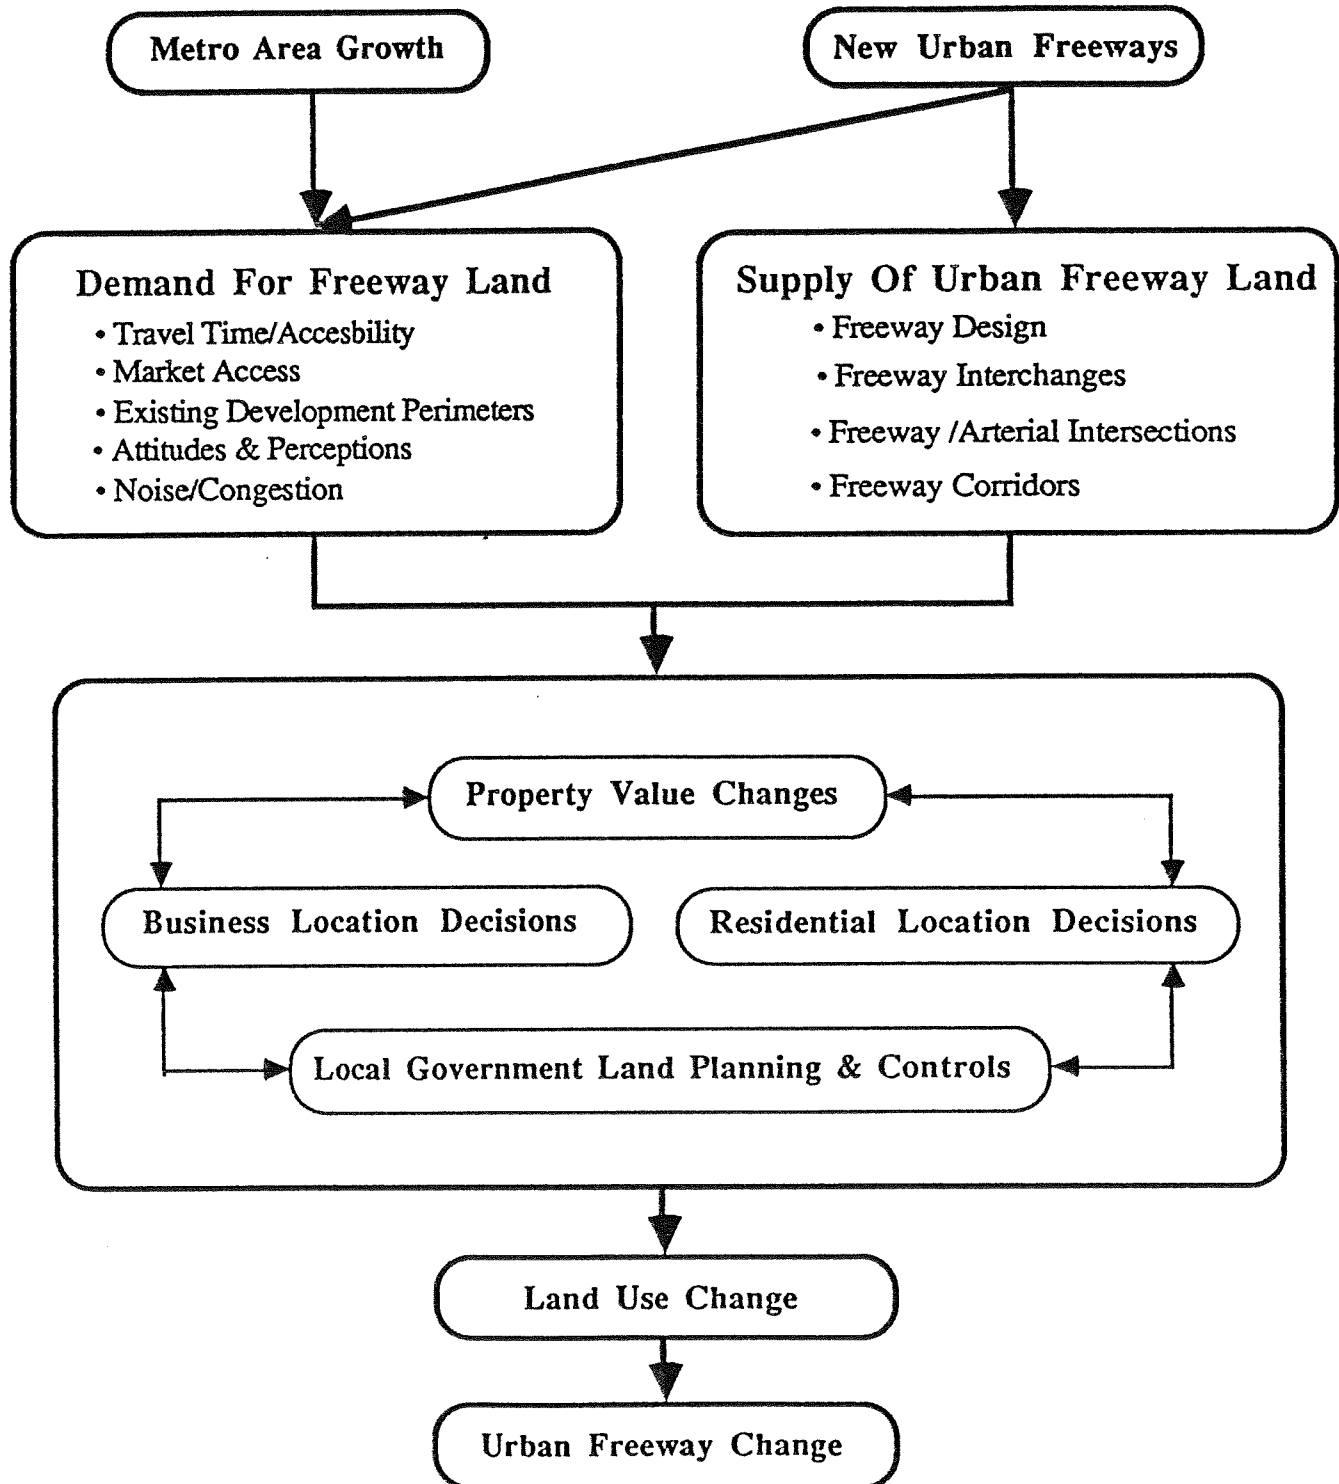 Metro Area Growth
New Urban Freeways
Demand For Freeway Land
• Travel Time/Accesbility
• Market Access
• Existing Development Perimeters
• Attitudes & Perceptions
• Noise/Congestion
Supply Of Urban Freeway Land
• Freeway Design
• Freeway Interchanges
• Freeway /Arterial Intersections
• Freeway Corridors
Property Value Changes
Business Location Decisions
Residential Location Decisions
Local Government Land Planning & Controls
Land Use Change
Urban Freeway Change